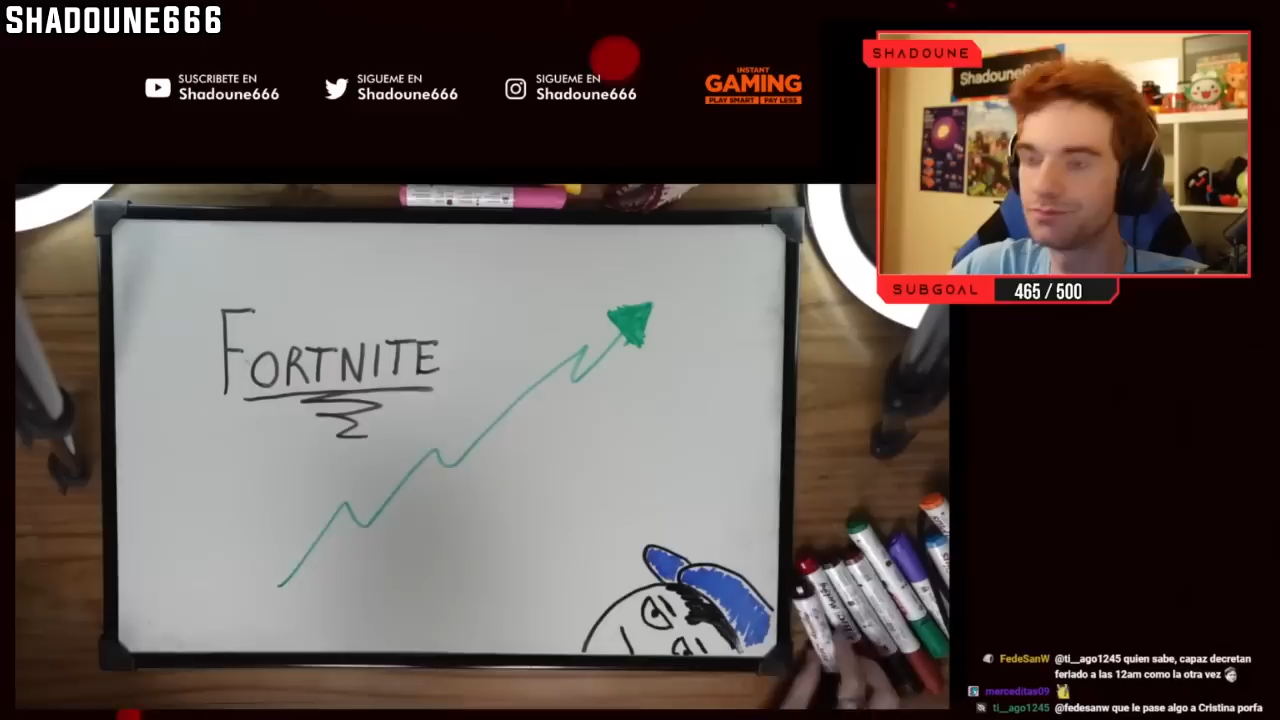 SHADOUNE666
SUSCRIBETE EN
Shadoune666
SIGUEME EN
Shadoune666
SIGUEME EN
Shadoune666
INSTANT
GAMING
PLAY SMART PAY LESS
SHADOUNE
Shadoune666
SUBGOAL 465 / 500
FORTNITE
FedeSanW @ti__ago1245 quien sabe, capaz decretan
feriado a las 12am como la otra vez
merceditas09
ti__ago1245 @fedesanw que le pase algo a Cristina porfa